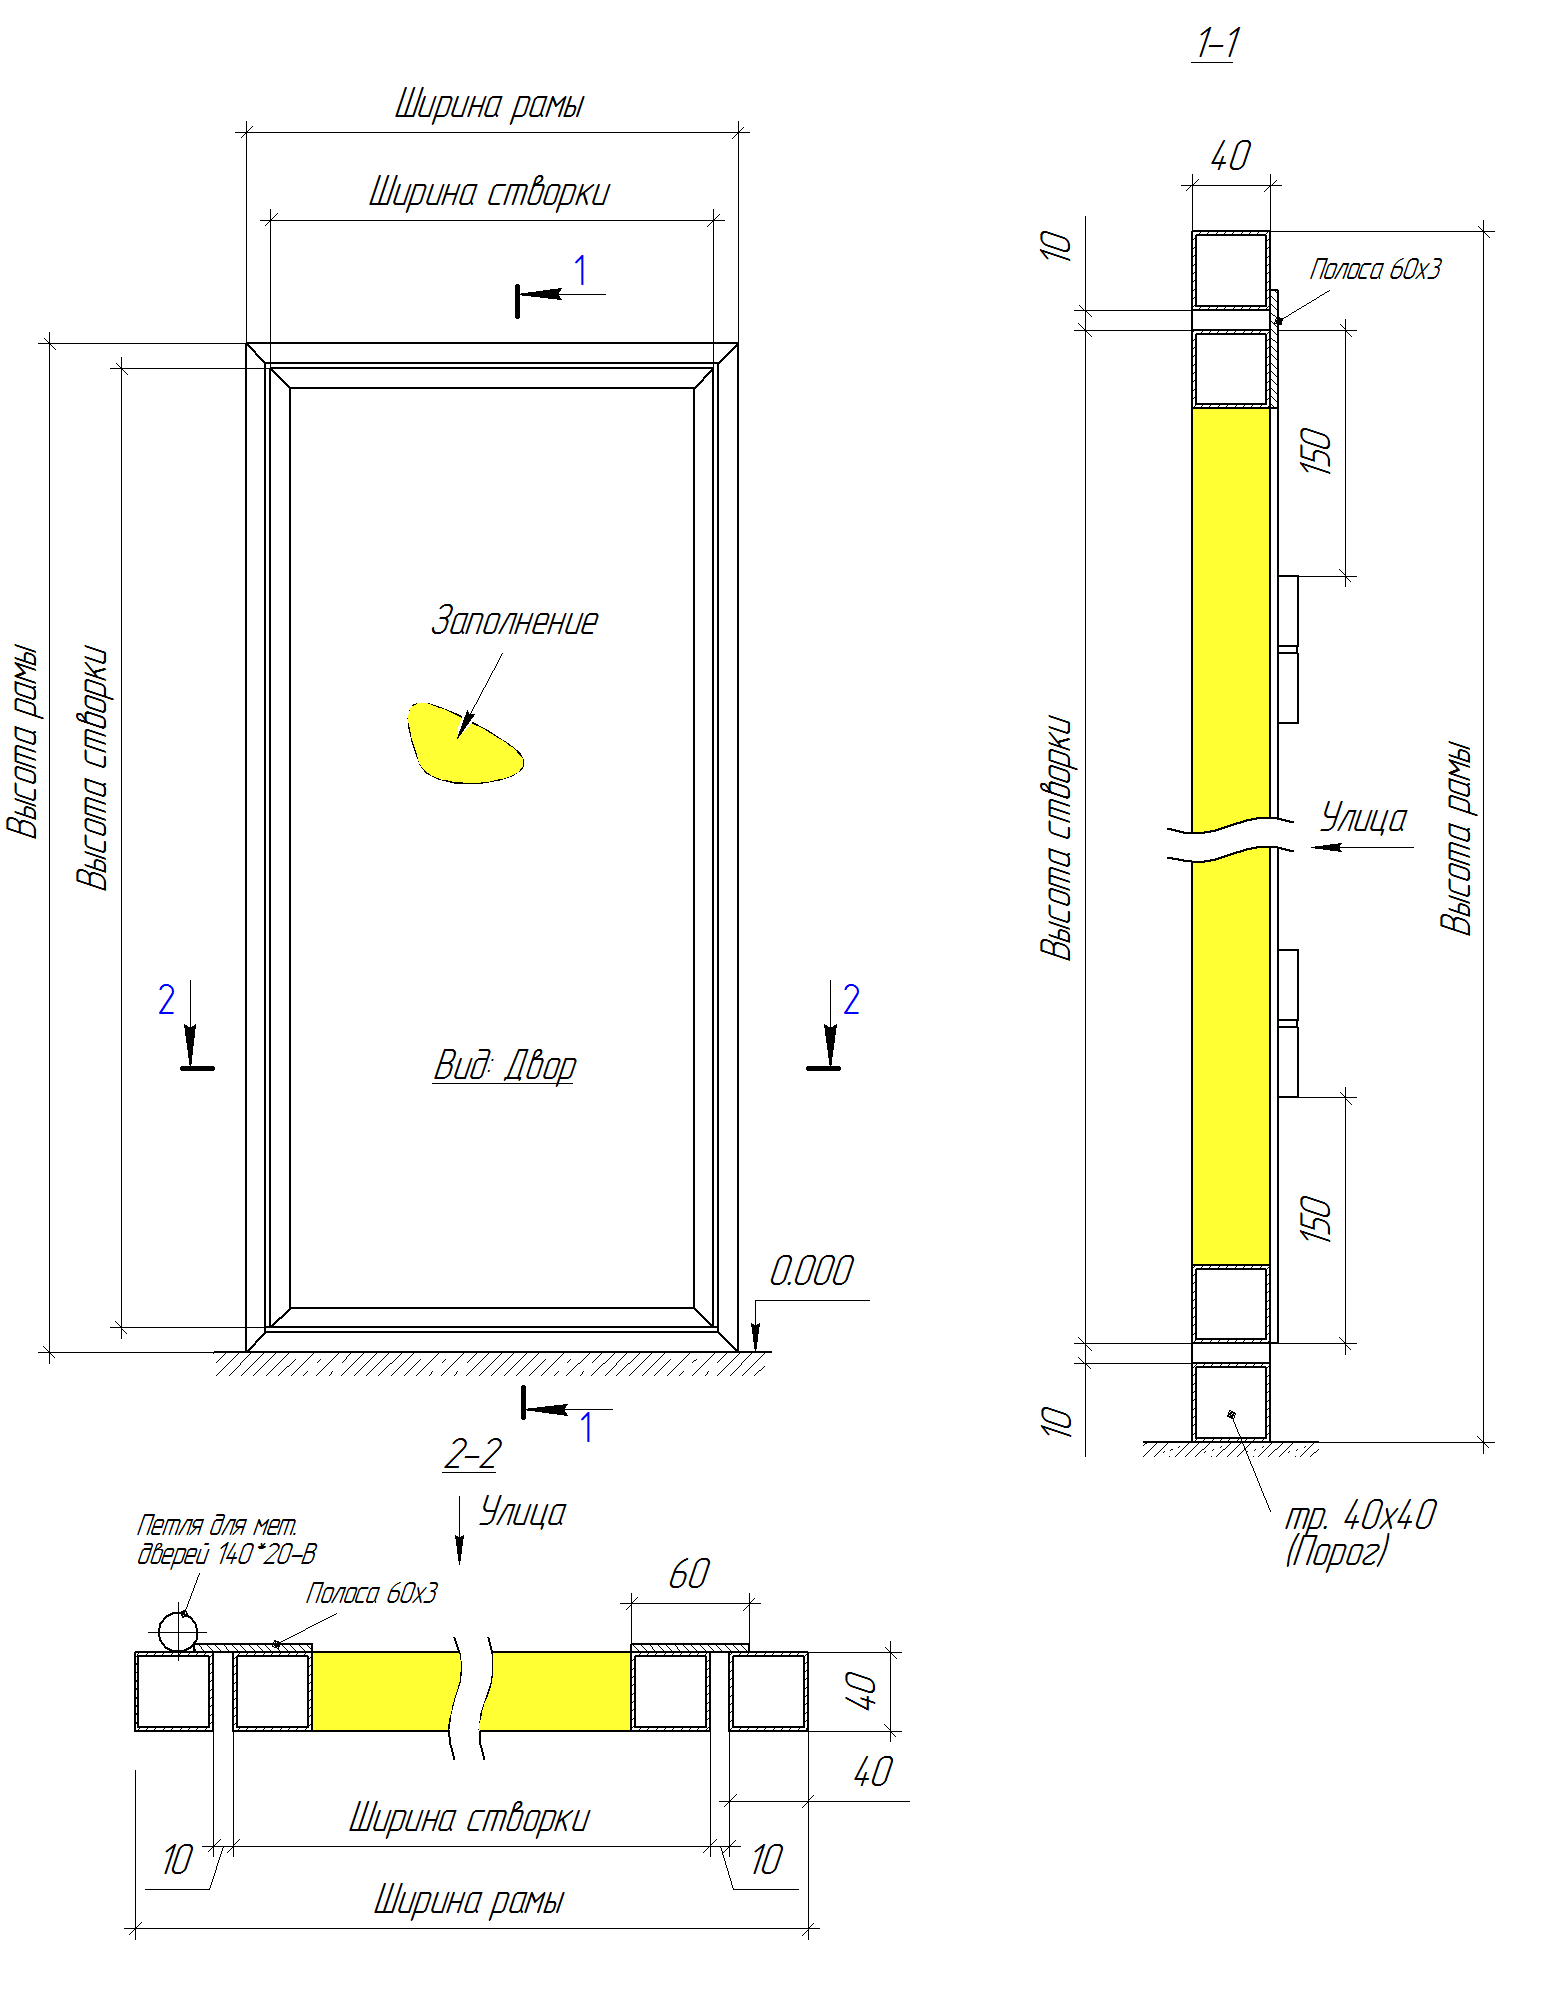 Ширина рамы
Ширина створки
1
Высота рамы
Высота створки
Заполнение
2
2
Вид: Двор
0.000
1
1-1
40
10
Полоса 60х3
150
Высота створки
Улица
Высота рамы
150
10
тр. 40х40
(Порог)
2-2
Улица
Петля для мет.
дверей 140*20-В
Полоса 60х3
60
40
40
Ширина створки
10
10
Ширина рамы